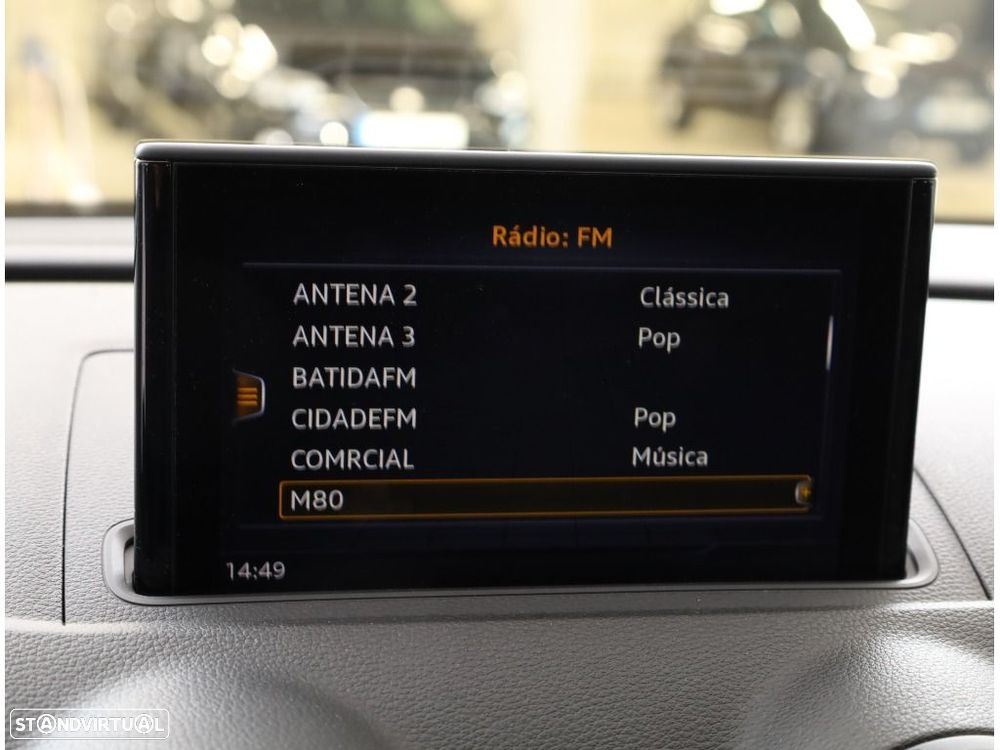 Rádio: FM
ANTENA 2 Clássica
ANTENA 3 Pop
BATIDAFM
CIDADEFM Pop
COMRCIAL Música
M80
14:49
STANDVIRTUAL